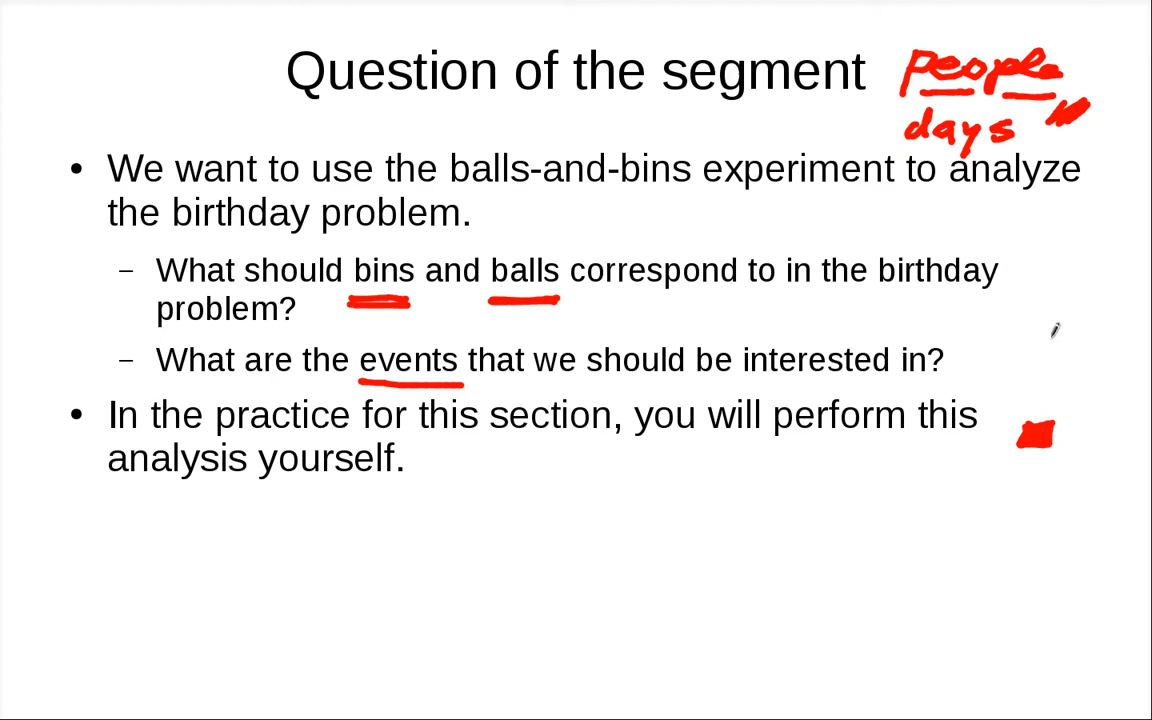 Question of the segment people
days
• We want to use the balls-and-bins experiment to analyze
the birthday problem.
– What should bins and balls correspond to in the birthday
problem?
– What are the events that we should be interested in?
• In the practice for this section, you will perform this
analysis yourself.